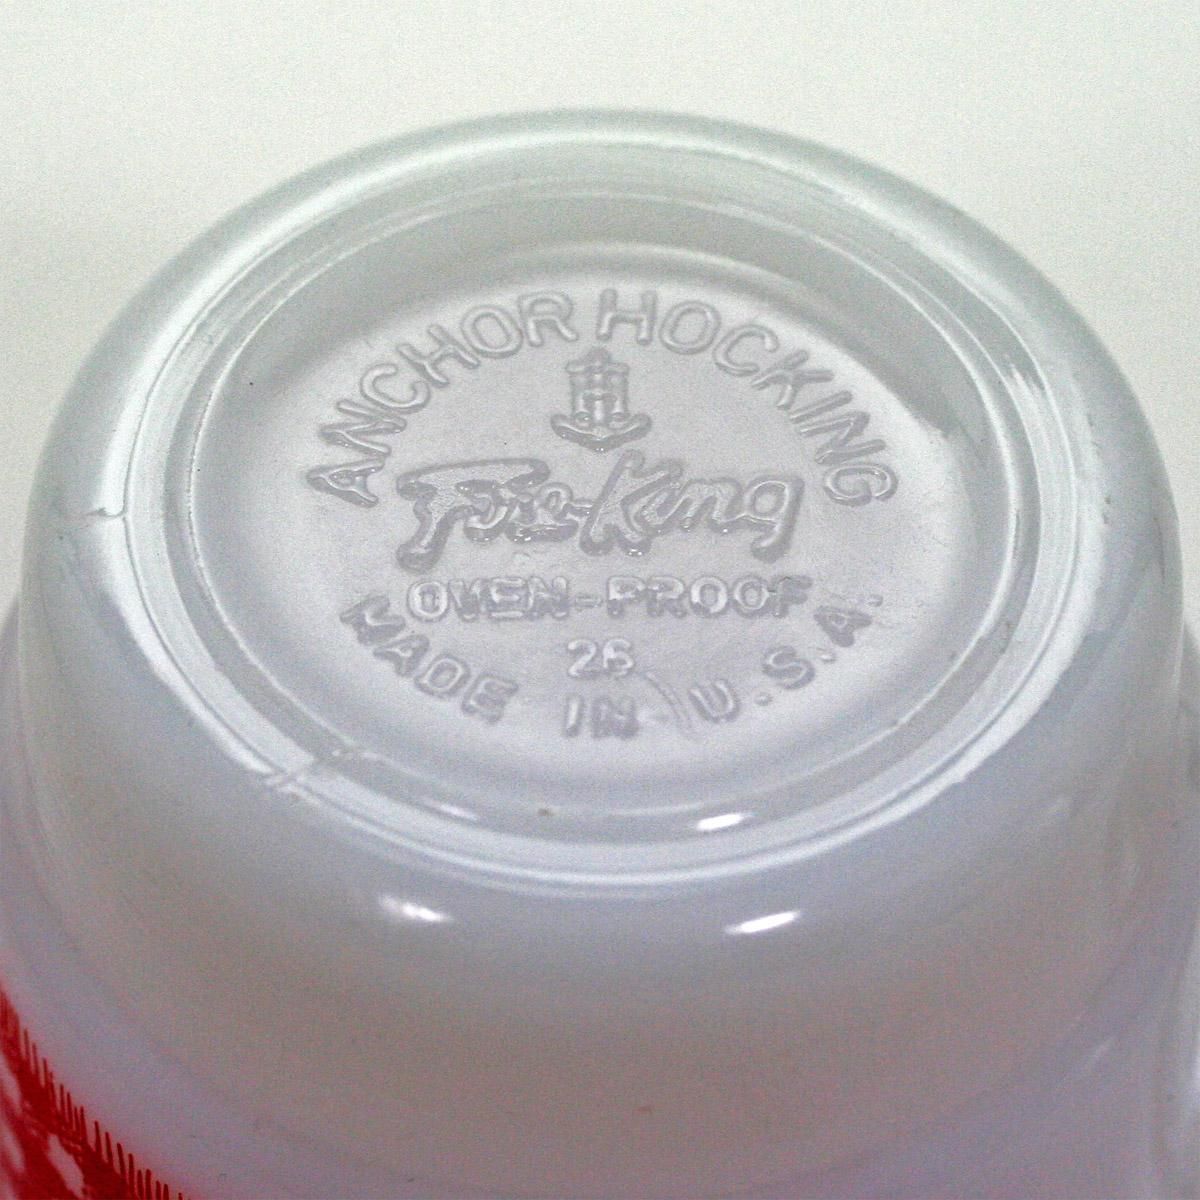 ANCHOR HOCKING
Fire-King
OVEN-PROOF
26
MADE IN U.S.A.